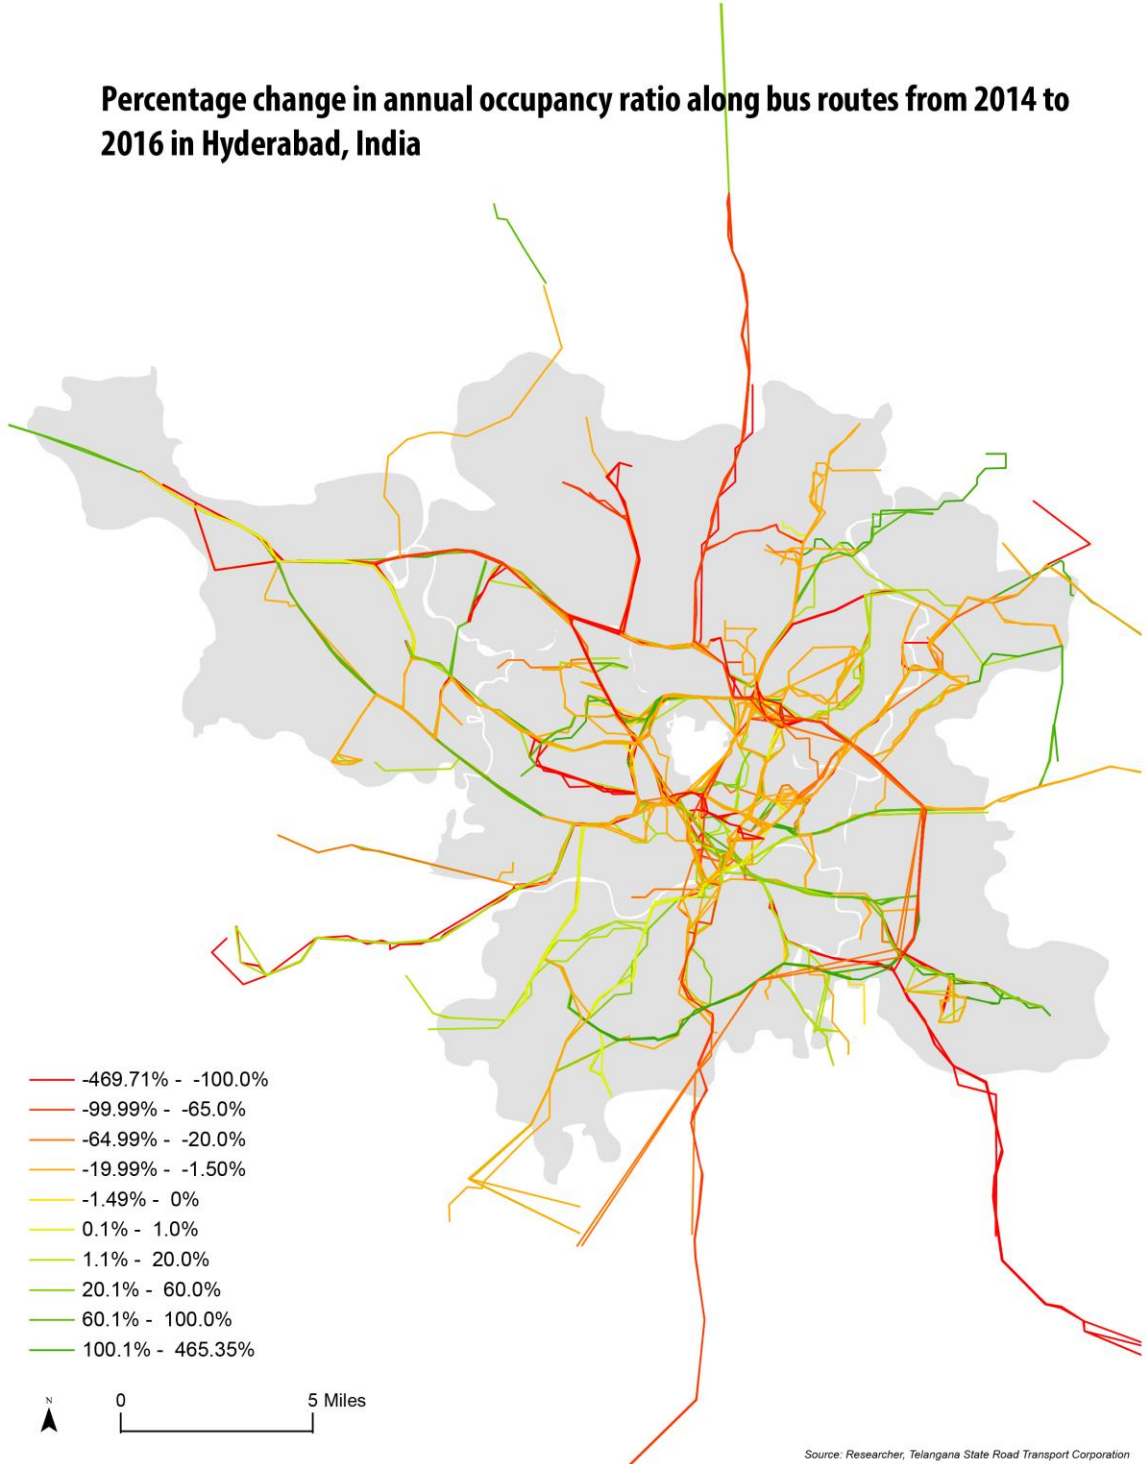 Percentage change in annual occupancy ratio along bus routes from 2014 to
2016 in Hyderabad, India
-469.71% - -100.0%
-99.99% - -65.0%
-64.99% - -20.0%
-19.99% - -1.50%
-1.49% - 0%
0.1% - 1.0%
1.1% - 20.0%
20.1% - 60.0%
60.1% - 100.0%
100.1% - 465.35%
N
0 5 Miles
Source: Researcher, Telangana State Road Transport Corporation